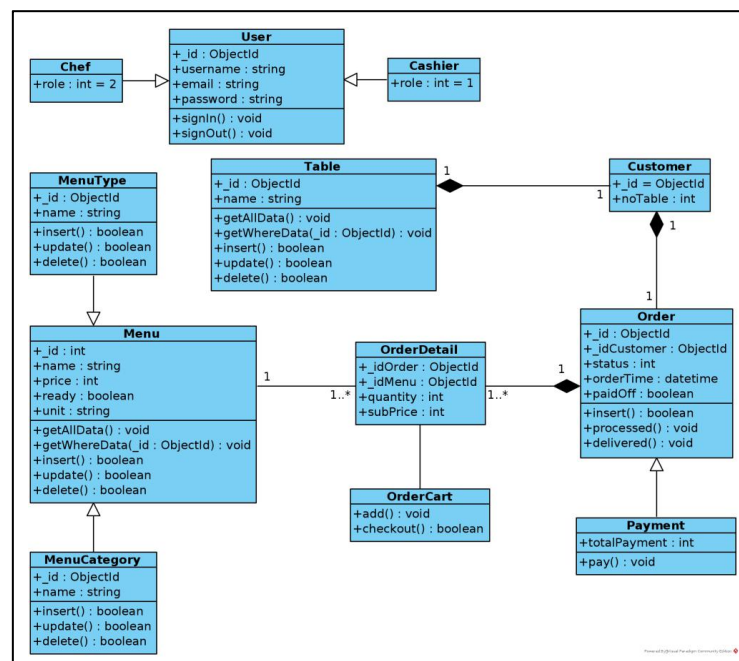 User
+_id : ObjectId
+username : string
+email : string
+password : string
+signIn() : void
+signOut() : void
Chef
+role : int = 2
Cashier
+role : int = 1
MenuType
+_id : ObjectId
+name : string
+insert() : boolean
+update() : boolean
+delete() : boolean
Table
+_id : ObjectId
+name : string
+getAllData() : void
+getWhereData(_id : ObjectId) : void
+insert() : boolean
+update() : boolean
+delete() : boolean
1
1
Customer
+_id = ObjectId
+noTable : int
1
1
Menu
+_id : int
+name : string
+price : int
+ready : boolean
+unit : string
+getAllData() : void
+getWhereData(_id : ObjectId) : void
+insert() : boolean
+update() : boolean
+delete() : boolean
1
1..*
OrderDetail
+_idOrder : ObjectId
+_idMenu : ObjectId
+quantity : int
+subPrice : int
1..*
1
Order
+_id : ObjectId
+_idCustomer : ObjectId
+status : int
+orderTime : datetime
+paidOff : boolean
+insert() : boolean
+processed() : void
+delivered() : void
OrderCart
+add() : void
+checkout() : boolean
Payment
+totalPayment : int
+pay() : void
MenuCategory
+_id : ObjectId
+name : string
+insert() : boolean
+update() : boolean
+delete() : boolean
Powered By Visual Paradigm Community Edition